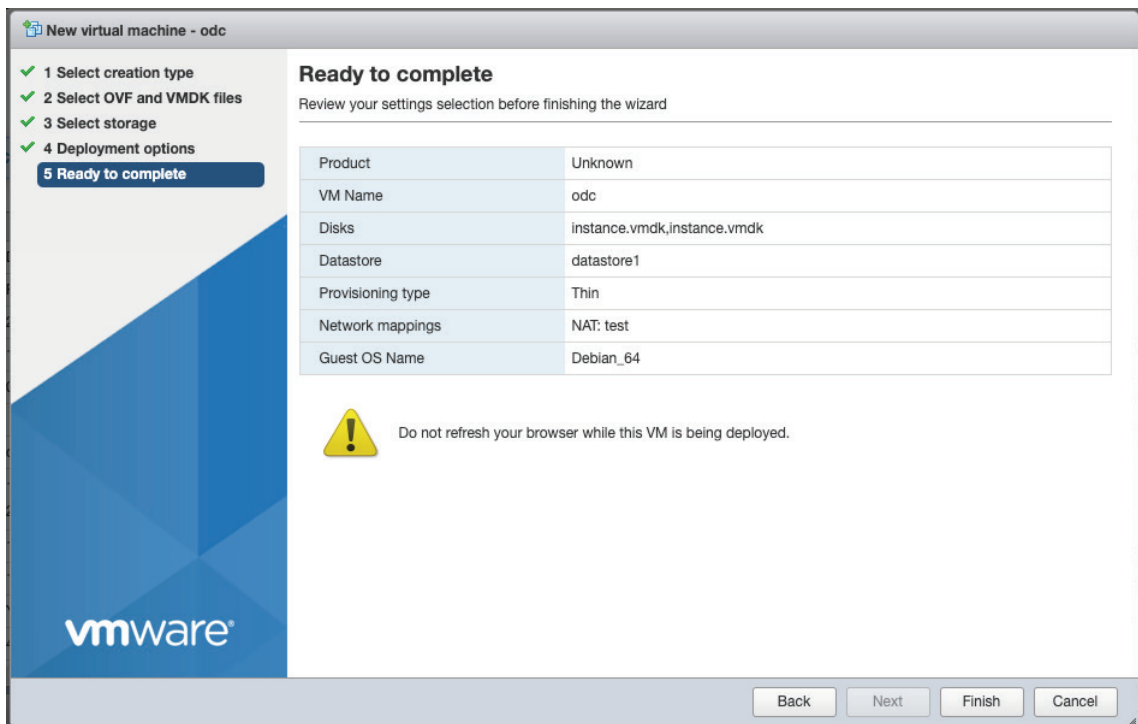 New virtual machine - odc
1 Select creation type
2 Select OVF and VMDK files
3 Select storage
4 Deployment options
5 Ready to complete
Ready to complete
Review your settings selection before finishing the wizard
Product Unknown
VM Name odc
Disks instance.vmdk,instance.vmdk
Datastore datastore1
Provisioning type Thin
Network mappings NAT: test
Guest OS Name Debian_64
Do not refresh your browser while this VM is being deployed.
vmware®
Back Next Finish Cancel